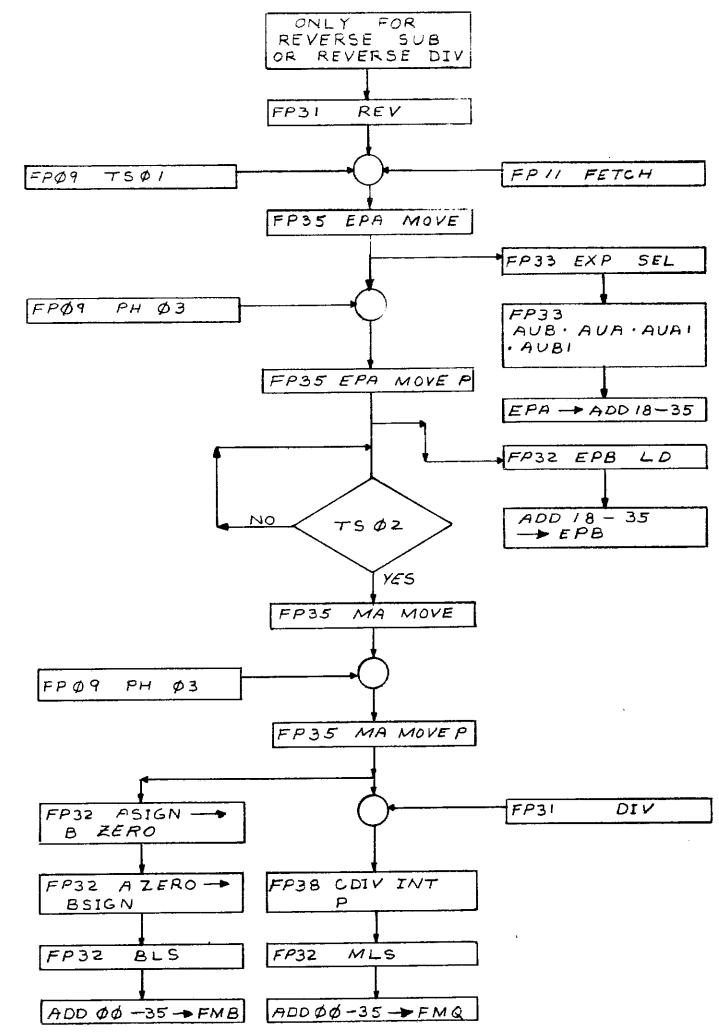 ONLY FOR
REVERSE SUB
OR REVERSE DIV
FP31 REV
FPØ9 TSØ1
FP11 FETCH
FP35 EPA MOVE
FP33 EXP SEL
FPØ9 PH Ø3
FP33
AUB · AUA · AUA1
· AUB1
FP35 EPA MOVE P
EPA → ADD 18-35
FP32 EPB LD
NO
TS Ø2
ADD 18 - 35
→ EPB
YES
FP35 MA MOVE
FPØ9 PH Ø3
FP35 MA MOVE P
FP32 ASIGN →
B ZERO
FP31 DIV
FP32 A ZERO →
BSIGN
FP38 CDIV INT
P
FP32 BLS
FP32 MLS
ADD ØØ -35 → FMB
ADD ØØ -35 → FMQ